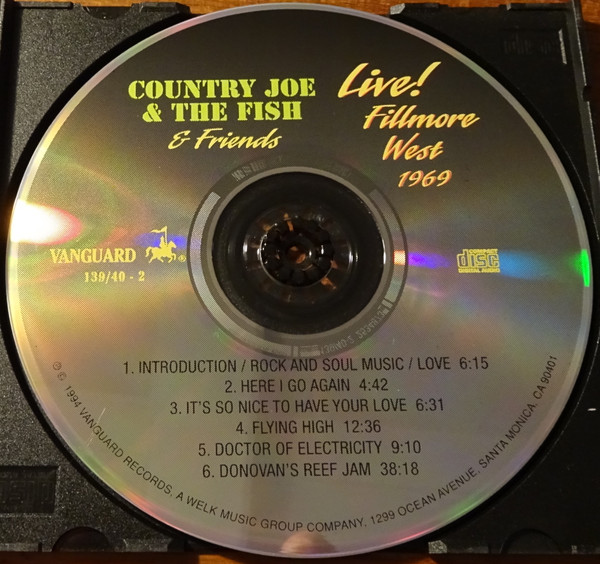 COUNTRY JOE
& THE FISH
& Friends
Live!
Fillmore
West
1969
VANGUARD ®
139/40 - 2
COMPACT
disc
DIGITAL AUDIO
1. INTRODUCTION / ROCK AND SOUL MUSIC / LOVE 6:15
2. HERE I GO AGAIN 4:42
3. IT'S SO NICE TO HAVE YOUR LOVE 6:31
4. FLYING HIGH 12:36
5. DOCTOR OF ELECTRICITY 9:10
6. DONOVAN'S REEF JAM 38:18
℗ © 1994 VANGUARD RECORDS, A WELK MUSIC GROUP COMPANY. 1299 OCEAN AVENUE. SANTA MONICA, CA 90401